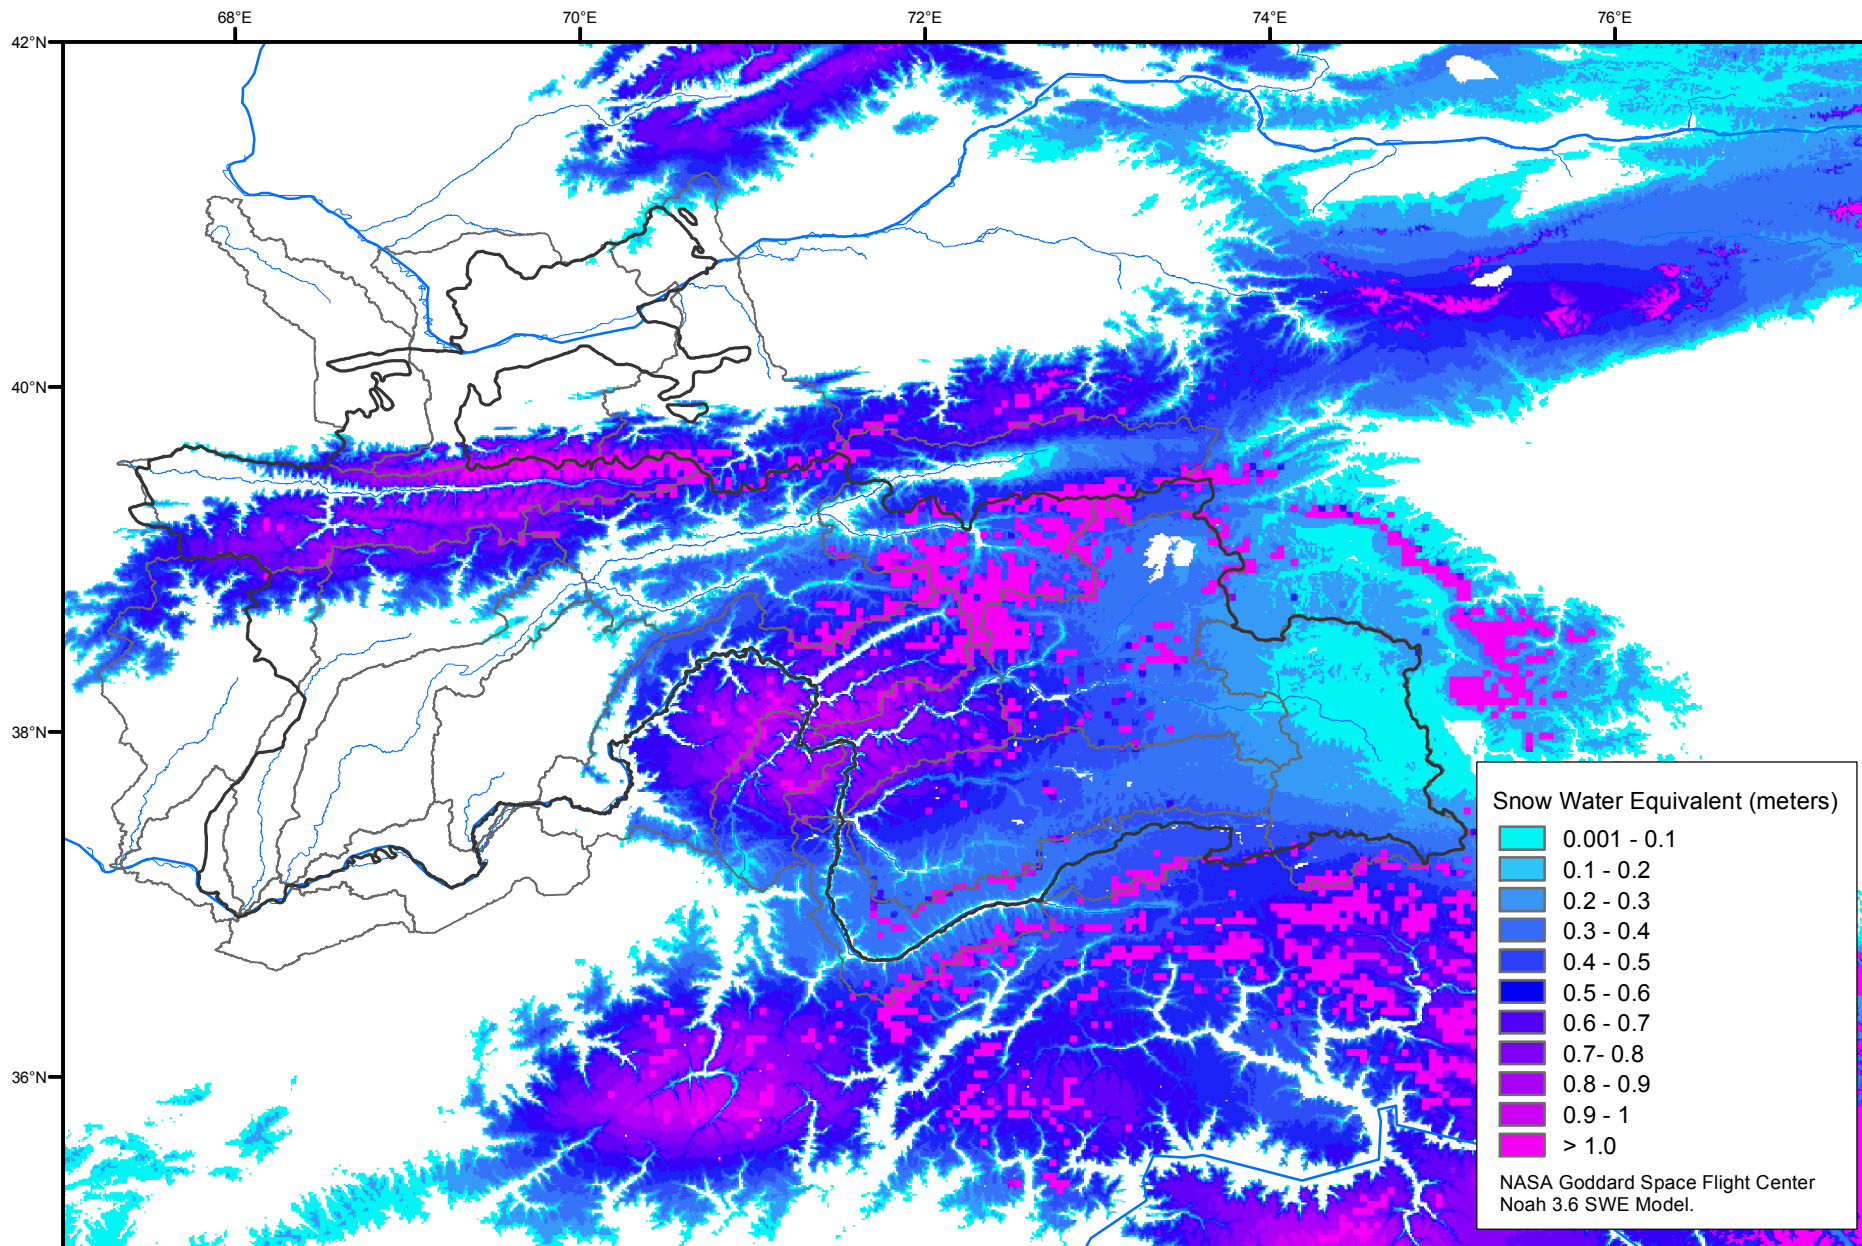 68°E
70°E
72°E
74°E
76°E
42°N
40°N
38°N
36°N
Snow Water Equivalent (meters)
0.001 - 0.1
0.1 - 0.2
0.2 - 0.3
0.3 - 0.4
0.4 - 0.5
0.5 - 0.6
0.6 - 0.7
0.7- 0.8
0.8 - 0.9
0.9 - 1
> 1.0
NASA Goddard Space Flight Center
Noah 3.6 SWE Model.